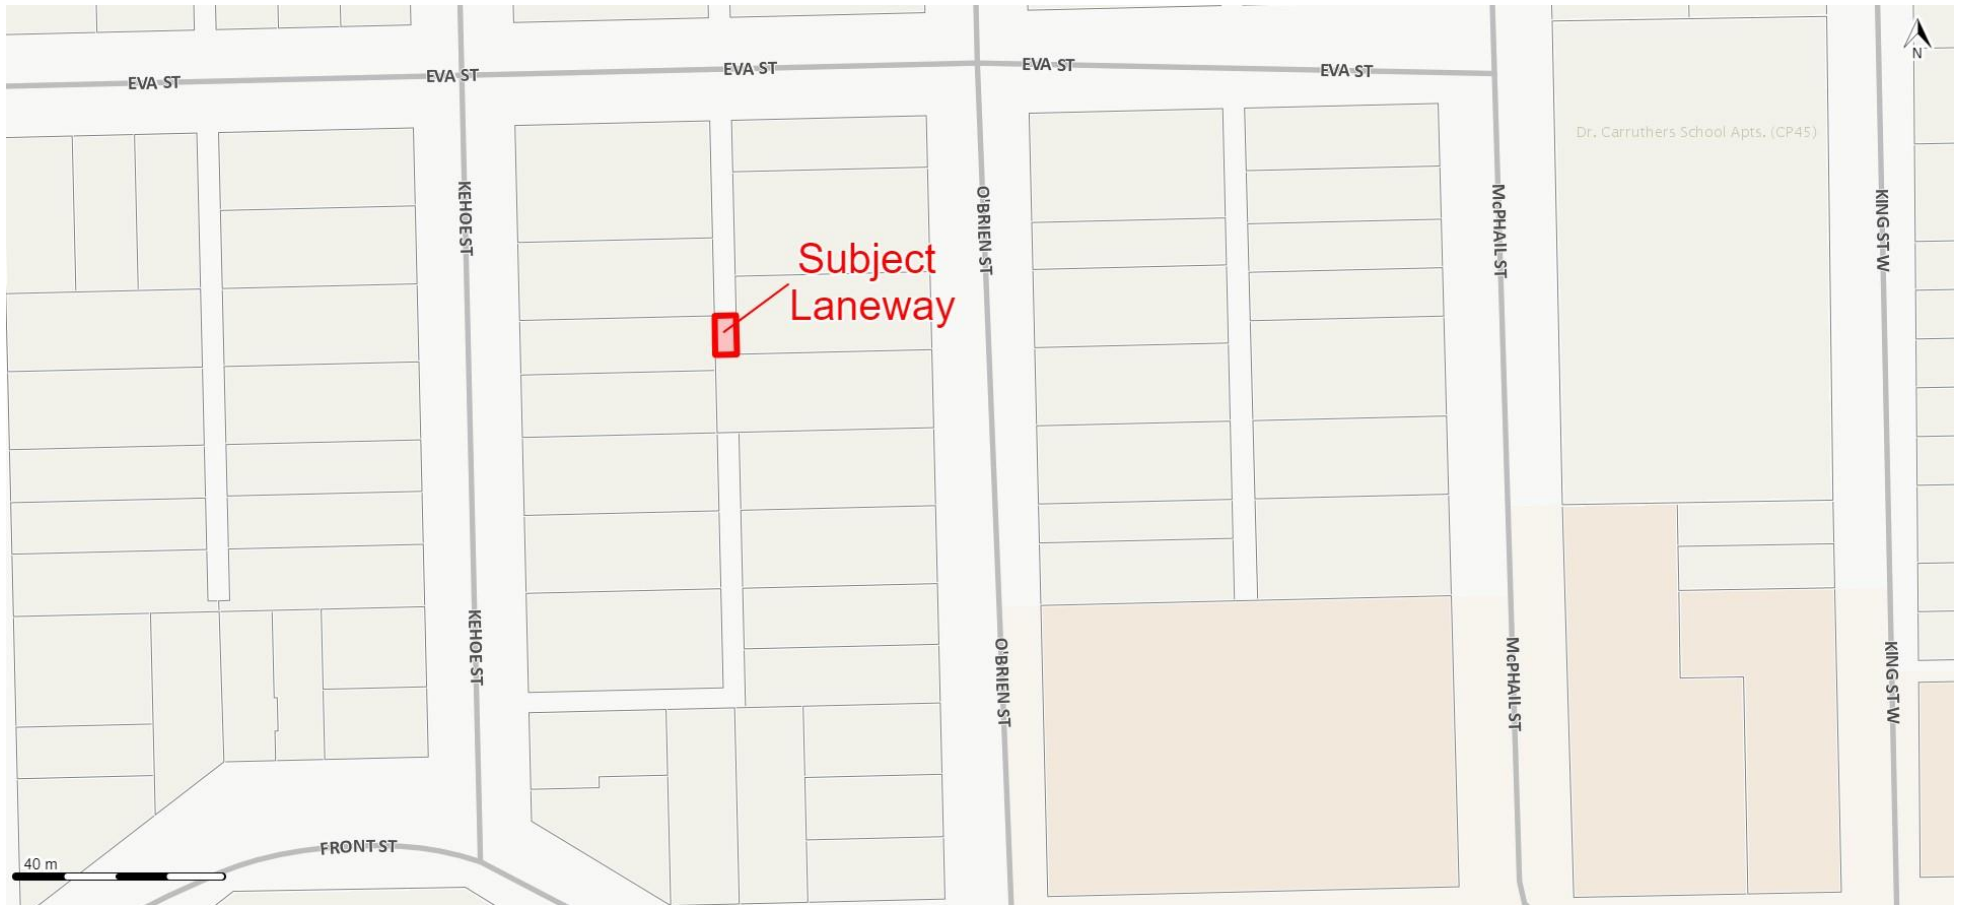 N
EVA ST
EVA ST
EVA ST
EVA ST
EVA ST
Dr. Carruthers School Apts. (CP45)
KEHOE ST
O'BRIEN ST
McPHAIL ST
KING ST W
Subject
Laneway
KEHOE ST
O'BRIEN ST
McPHAIL ST
KING ST W
FRONT ST
40 m